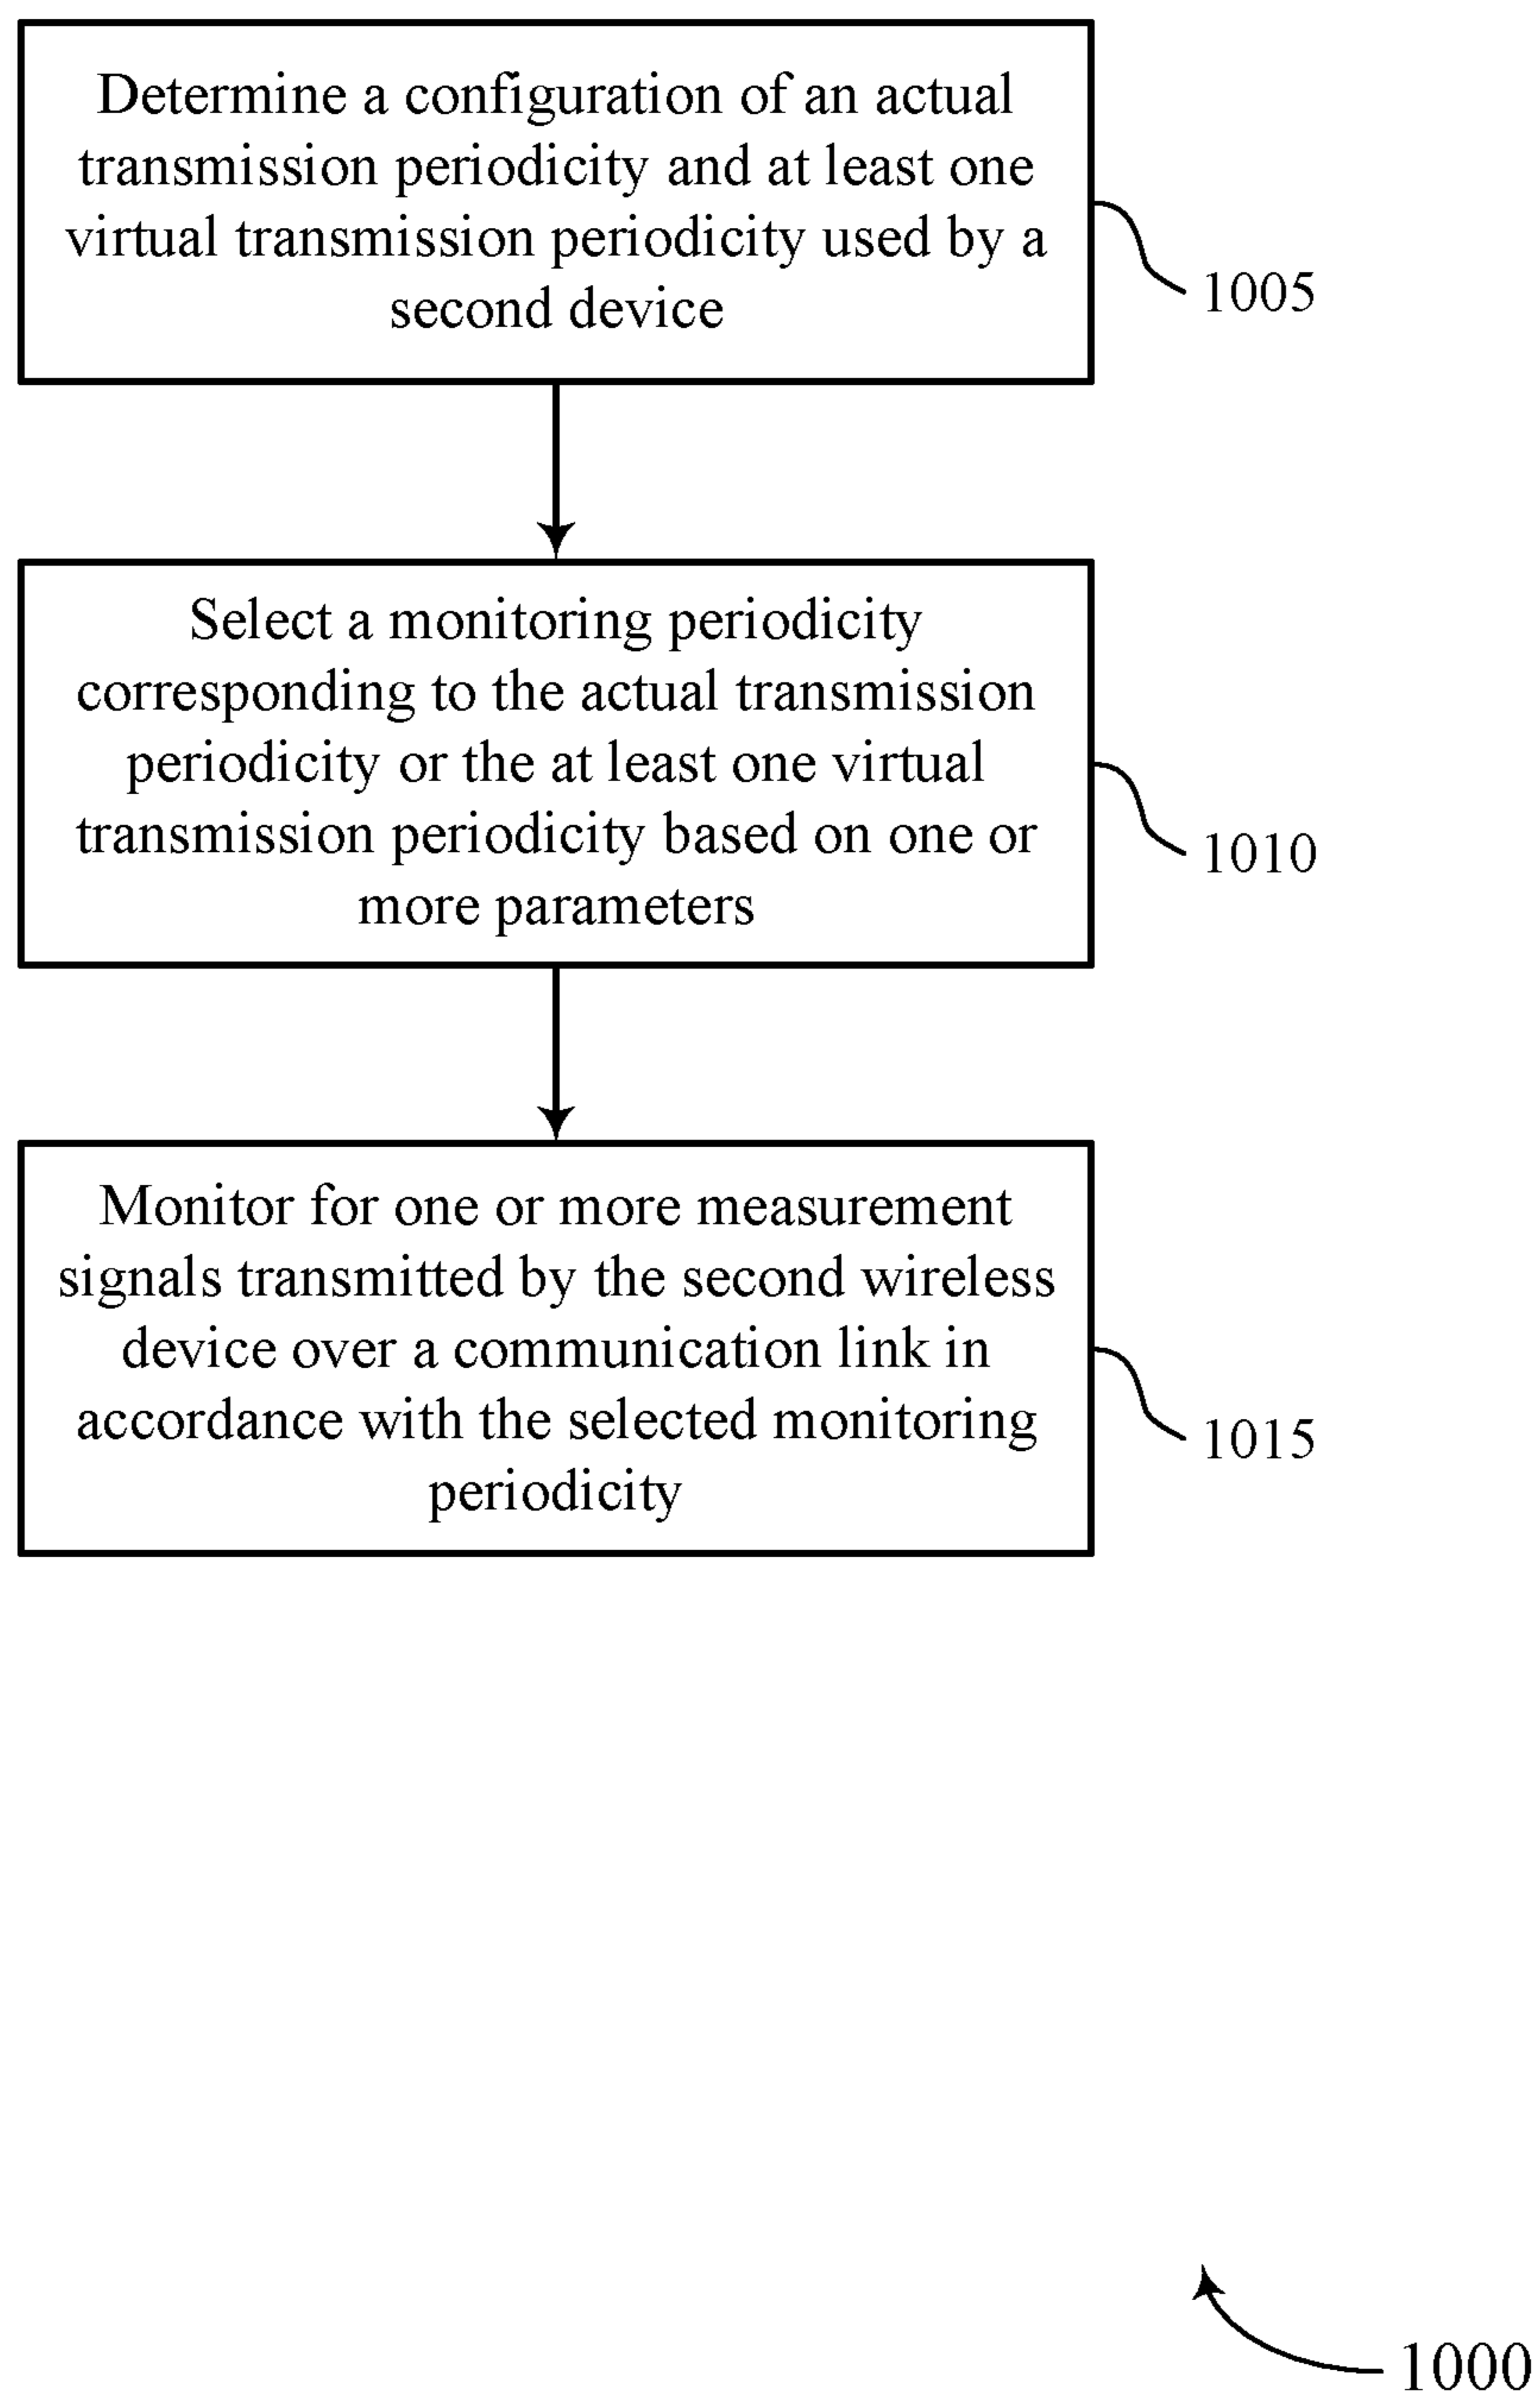 Determine a configuration of an actual
transmission periodicity and at least one
virtual transmission periodicity used by a
second device
1005
Select a monitoring periodicity
corresponding to the actual transmission
periodicity or the at least one virtual
transmission periodicity based on one or
more parameters
1010
Monitor for one or more measurement
signals transmitted by the second wireless
device over a communication link in
accordance with the selected monitoring
periodicity
1015
1000